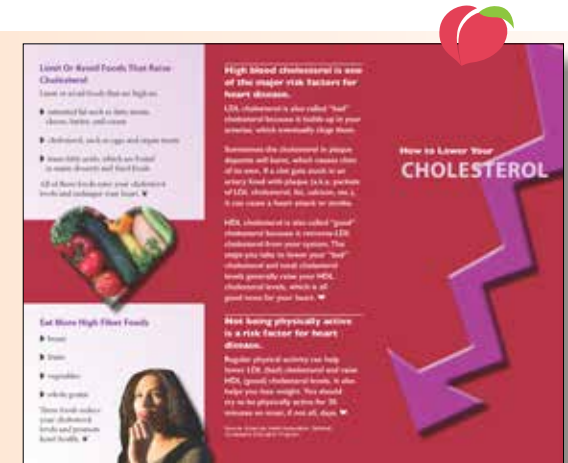 Limit Or Avoid Foods That Raise
Cholesterol
Limit or avoid foods that are high in:
saturated fat such as fatty meats,
cheese, butter, and cream
cholesterol, such as eggs and organ meats
trans fatty acids, which are found
in many desserts and fried foods
All of these foods raise your cholesterol
levels and endanger your heart.
Eat More High Fiber Foods
beans
fruits
vegetables
whole grains
These foods reduce
your cholesterol
levels and promote
heart health.
High blood cholesterol is one
of the major risk factors for
heart disease.
LDL cholesterol is also called "bad"
cholesterol because it builds up in your
arteries, which eventually clogs them.
Sometimes the cholesterol in plaque
deposits will burst, which causes clots
of its own. If a clot gets stuck in an
artery lined with plaque (a.k.a. pockets
of LDL cholesterol, fat, calcium, etc.),
it can cause a heart attack or stroke.
HDL cholesterol is also called "good"
cholesterol because it removes LDL
cholesterol from your system. The
steps you take to lower your "bad"
cholesterol and total cholesterol
levels generally raise your HDL
cholesterol levels, which is all
good news for your heart.
Not being physically active
is a risk factor for heart
disease.
Regular physical activity can help
lower LDL (bad) cholesterol and raise
HDL (good) cholesterol levels. It also
helps you lose weight. You should
try to be physically active for 30
minutes on most, if not all, days.
How to Lower Your
CHOLESTEROL